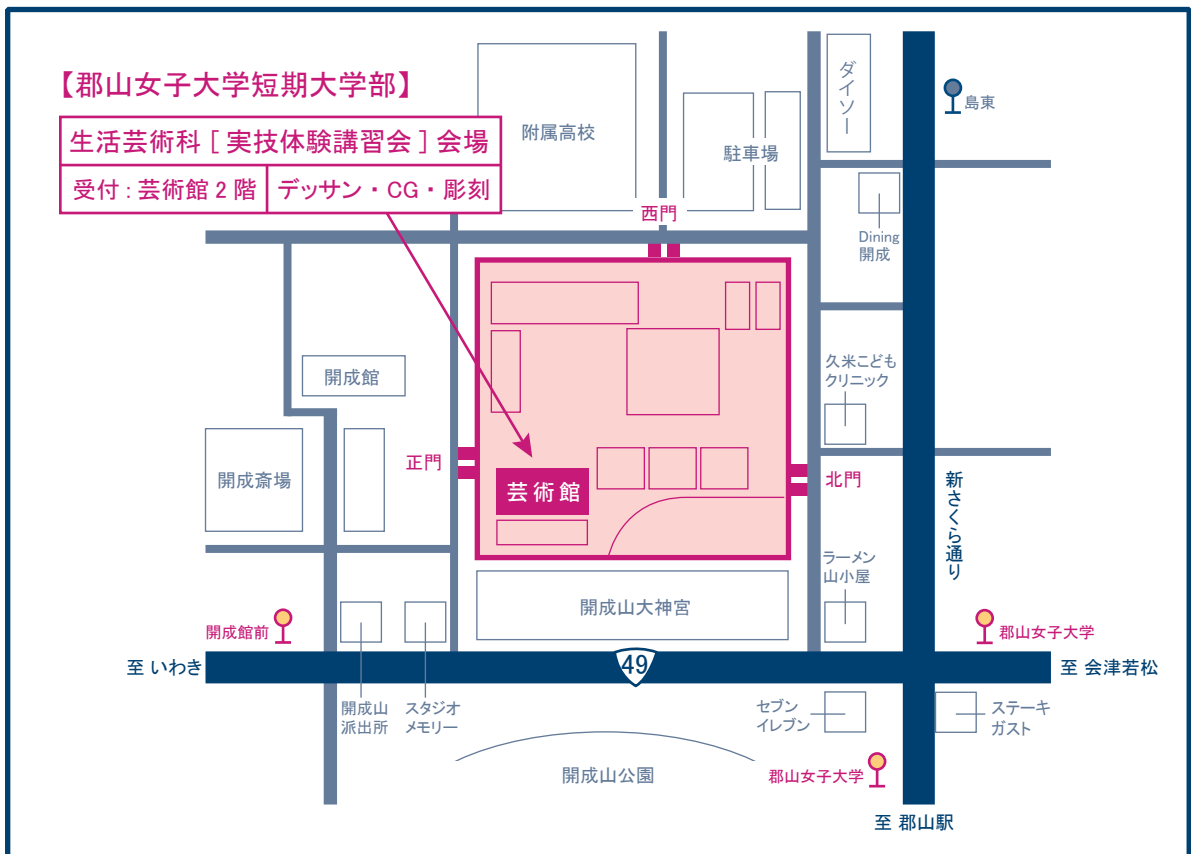 【郡山女子大学短期大学部】
生活芸術科 [ 実技体験講習会 ] 会場
受付 : 芸術館 2 階
デッサン・CG・彫刻
附属高校
駐車場
ダイソー
島東
西門
Dining
開成
開成館
久米こども
クリニック
開成斎場
正門
芸術館
北門
新さくら通り
ラーメン
山小屋
開成山大神宮
開成館前
郡山女子大学
至 いわき
49
至 会津若松
開成山
派出所
スタジオ
メモリー
セブン
イレブン
ステーキ
ガスト
開成山公園
郡山女子大学
至 郡山駅